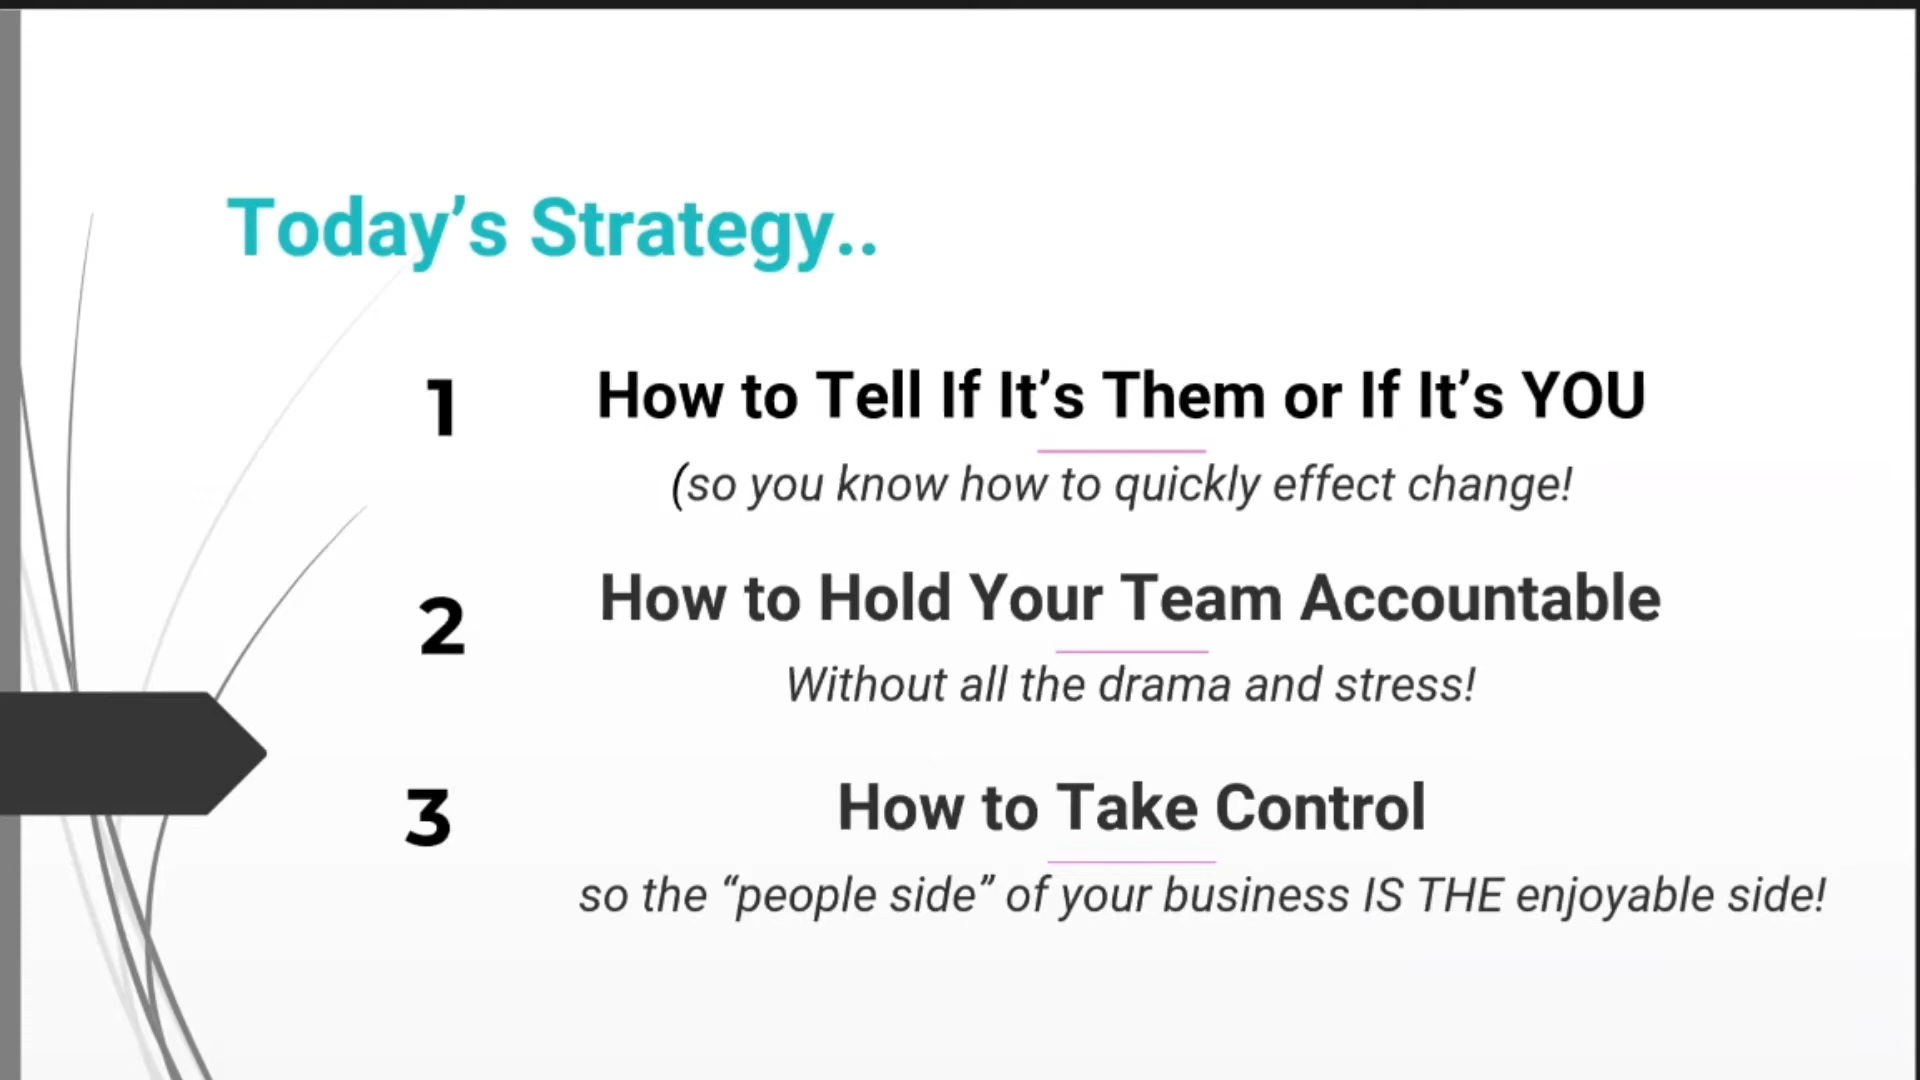 Today’s Strategy..
1
How to Tell If It’s Them or If It’s YOU
(so you know how to quickly effect change!
2
How to Hold Your Team Accountable
Without all the drama and stress!
3
How to Take Control
so the “people side” of your business IS THE enjoyable side!